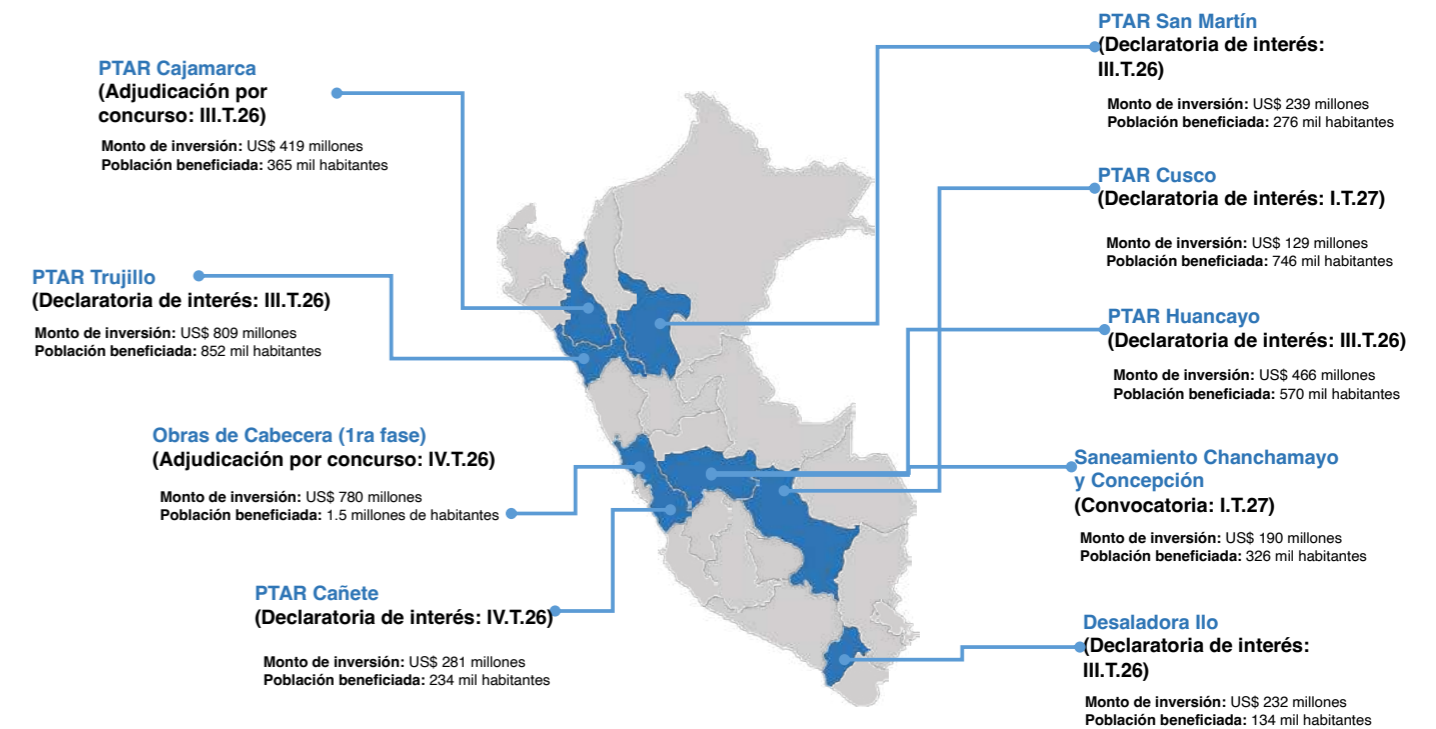 PTAR Cajamarca
(Adjudicación por
concurso: III.T.26)
Monto de inversión: US$ 419 millones
Población beneficiada: 365 mil habitantes
PTAR Trujillo
(Declaratoria de interés: III.T.26)
Monto de inversión: US$ 809 millones
Población beneficiada: 852 mil habitantes
Obras de Cabecera (1ra fase)
(Adjudicación por concurso: IV.T.26)
Monto de inversión: US$ 780 millones
Población beneficiada: 1.5 millones de habitantes
PTAR Cañete
(Declaratoria de interés: IV.T.26)
Monto de inversión: US$ 281 millones
Población beneficiada: 234 mil habitantes
PTAR San Martín
(Declaratoria de interés:
III.T.26)
Monto de inversión: US$ 239 millones
Población beneficiada: 276 mil habitantes
PTAR Cusco
(Declaratoria de interés: I.T.27)
Monto de inversión: US$ 129 millones
Población beneficiada: 746 mil habitantes
PTAR Huancayo
(Declaratoria de interés: III.T.26)
Monto de inversión: US$ 466 millones
Población beneficiada: 570 mil habitantes
Saneamiento Chanchamayo
y Concepción
(Convocatoria: I.T.27)
Monto de inversión: US$ 190 millones
Población beneficiada: 326 mil habitantes
Desaladora Ilo
(Declaratoria de interés:
III.T.26)
Monto de inversión: US$ 232 millones
Población beneficiada: 134 mil habitantes